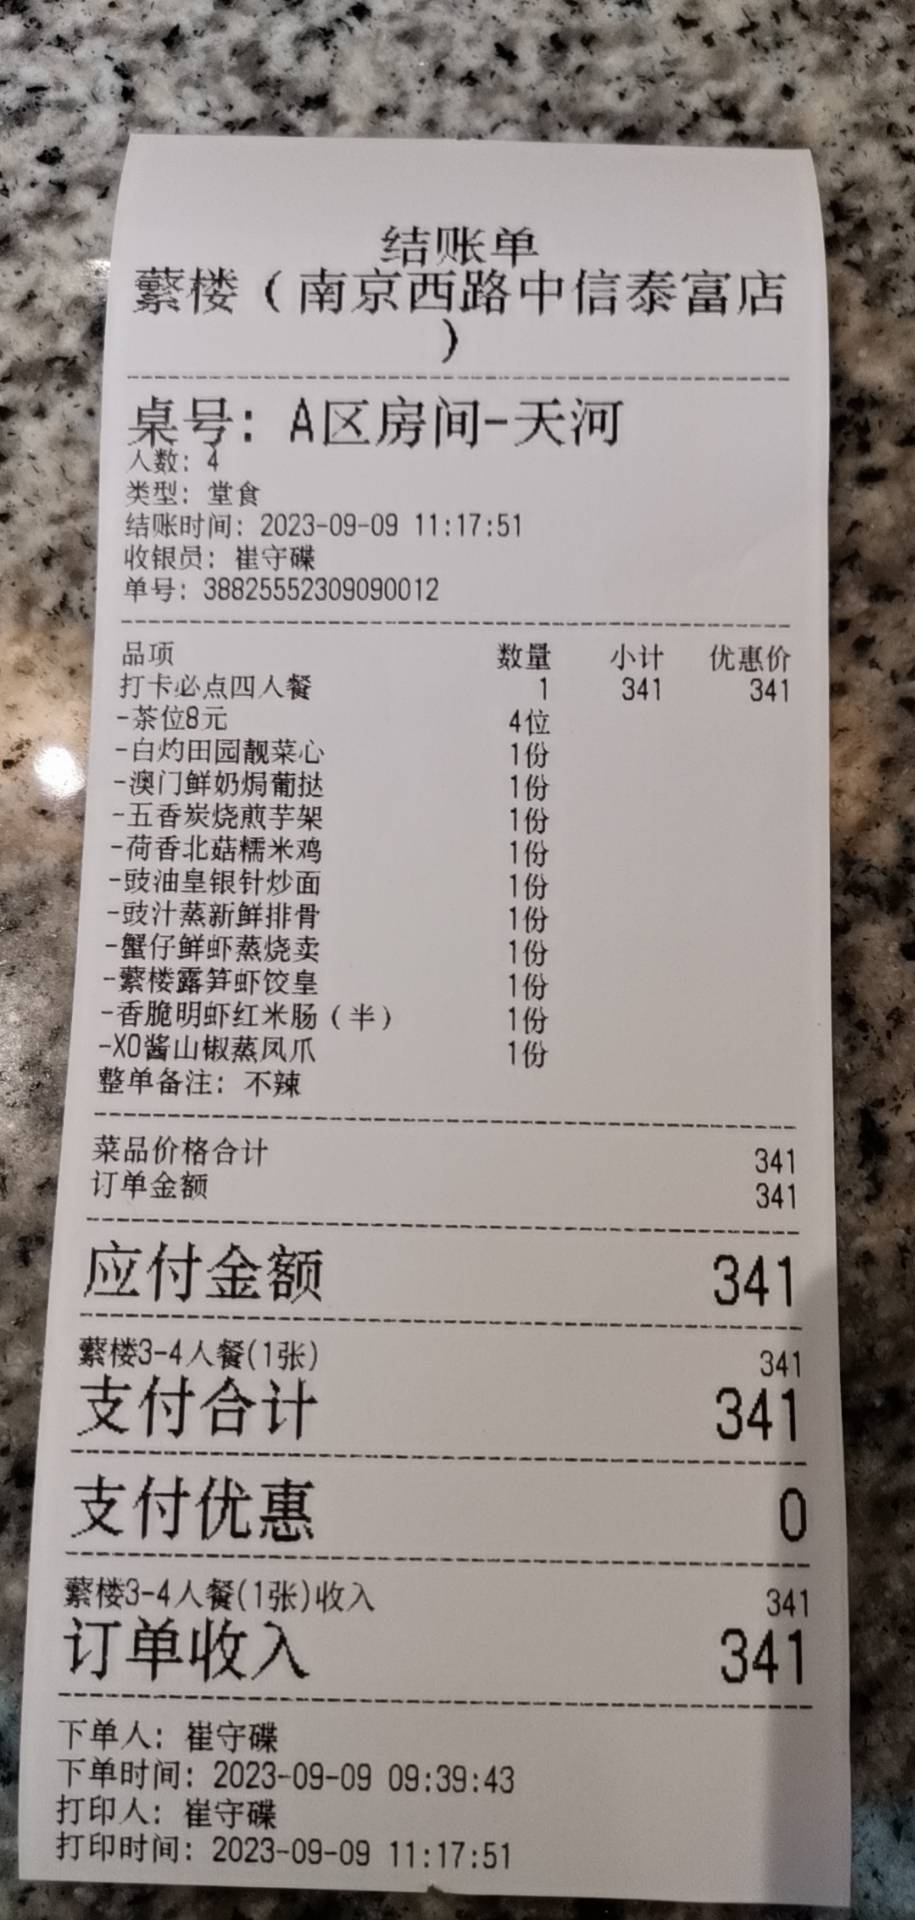 结账单
蘩楼（南京西路中信泰富店
）
桌号：A区房间-天河
人数：4
类型：堂食
结账时间：2023-09-09 11:17:51
收银员：崔守碟
单号：38825552309090012
品项 数量 小计 优惠价
打卡必点四人餐 1 341 341
-茶位8元 4位
-白灼田园靓菜心 1份
-澳门鲜奶焗葡挞 1份
-五香炭烧煎芋架 1份
-荷香北菇糯米鸡 1份
-豉油皇银针炒面 1份
-豉汁蒸新鲜排骨 1份
-蟹仔鲜虾蒸烧卖 1份
-蘩楼露笋虾饺皇 1份
-香脆明虾红米肠（半） 1份
-XO酱山椒蒸凤爪 1份
整单备注：不辣
菜品价格合计 341
订单金额 341
应付金额 341
蘩楼3-4人餐(1张) 341
支付合计 341
支付优惠 0
蘩楼3-4人餐(1张)收入 341
订单收入 341
下单人：崔守碟
下单时间：2023-09-09 09:39:43
打印人：崔守碟
打印时间：2023-09-09 11:17:51